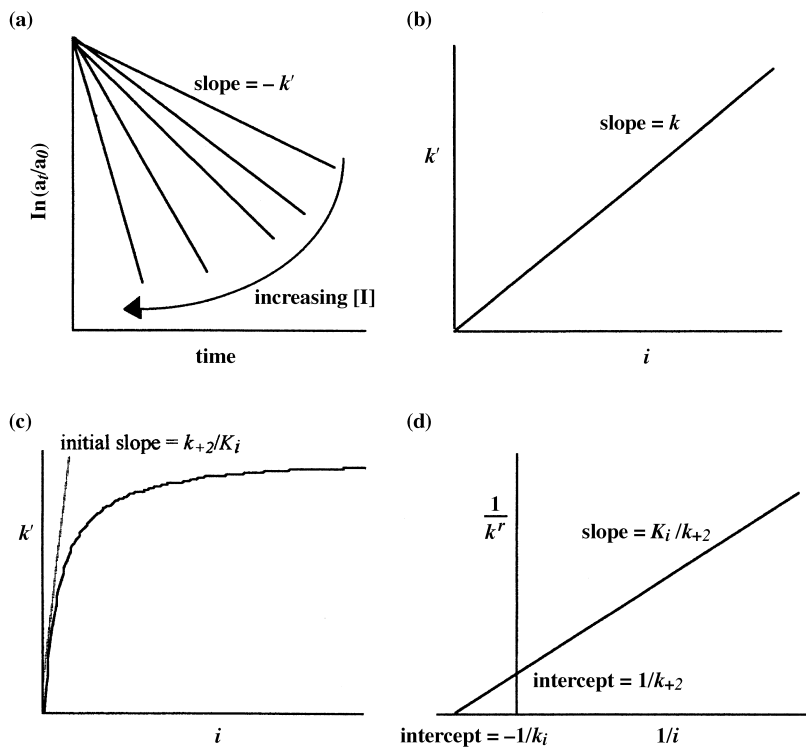 (a)
slope = – k′
ln (at/a0)
increasing [I]
time
(b)
slope = k
k′
i
(c)
initial slope = k+2/Ki
k′
i
(d)
1
kr
slope = Ki /k+2
intercept = 1/k+2
intercept = –1/ki
1/i